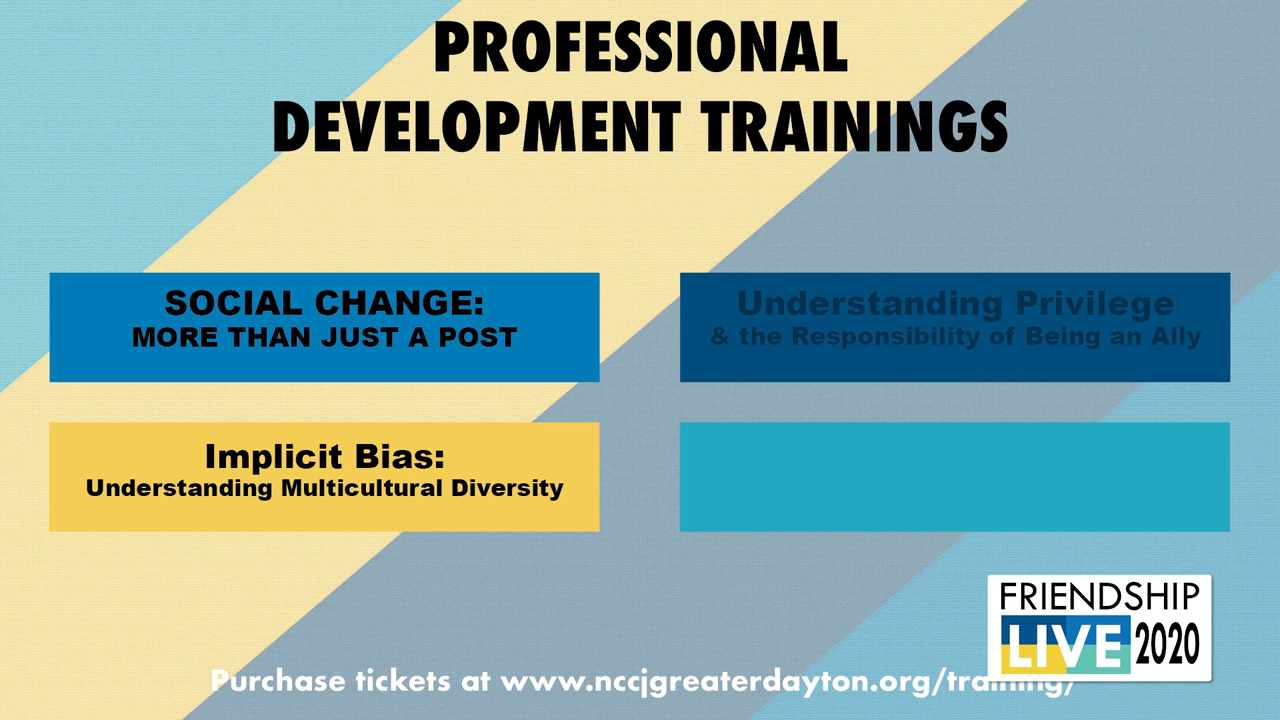 PROFESSIONAL
DEVELOPMENT TRAININGS
SOCIAL CHANGE:
MORE THAN JUST A POST
Understanding Privilege
& the Responsibility of Being an Ally
Implicit Bias:
Understanding Multicultural Diversity
FRIENDSHIP
LIVE 2020
Purchase tickets at www.nccjgreaterdayton.org/training/